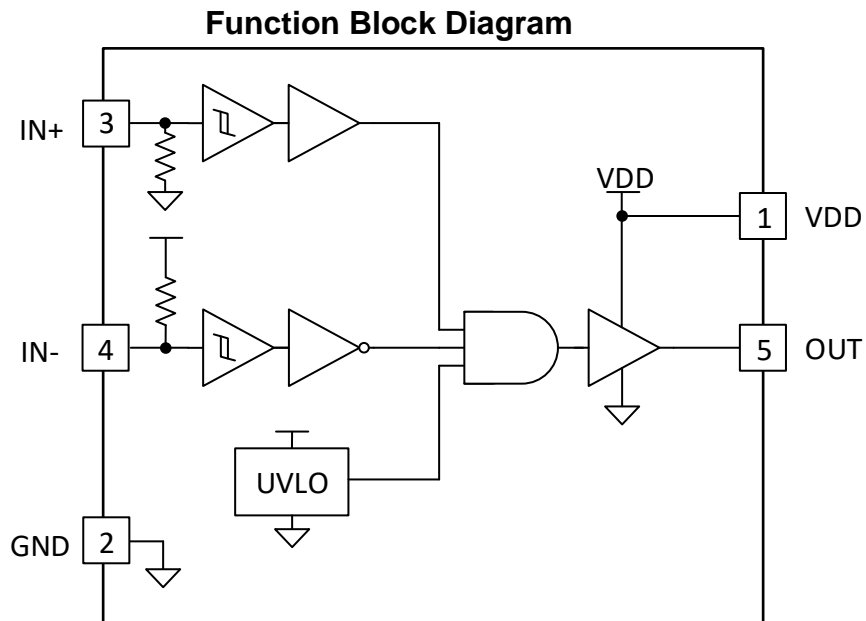 Function Block Diagram
IN+
3
VDD
1
VDD
IN-
4
5
OUT
UVLO
GND
2